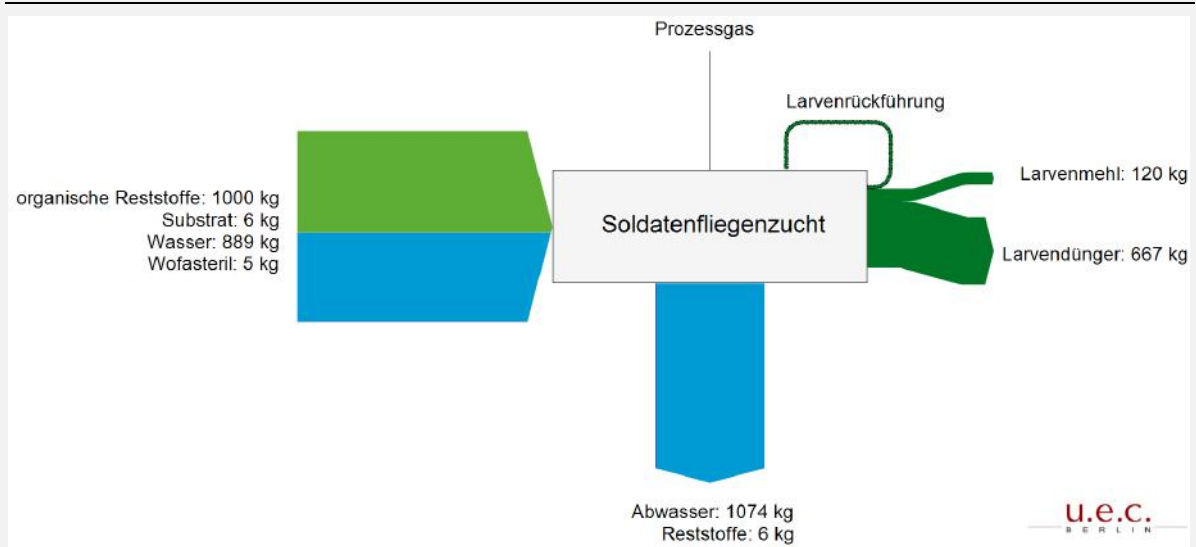 Prozessgas
Larvenrückführung
organische Reststoffe: 1000 kg
Substrat: 6 kg
Wasser: 889 kg
Wofasteril: 5 kg
Soldatenfliegenzucht
Larvenmehl: 120 kg
Larvendünger: 667 kg
Abwasser: 1074 kg
Reststoffe: 6 kg
u.e.c.
BERLIN